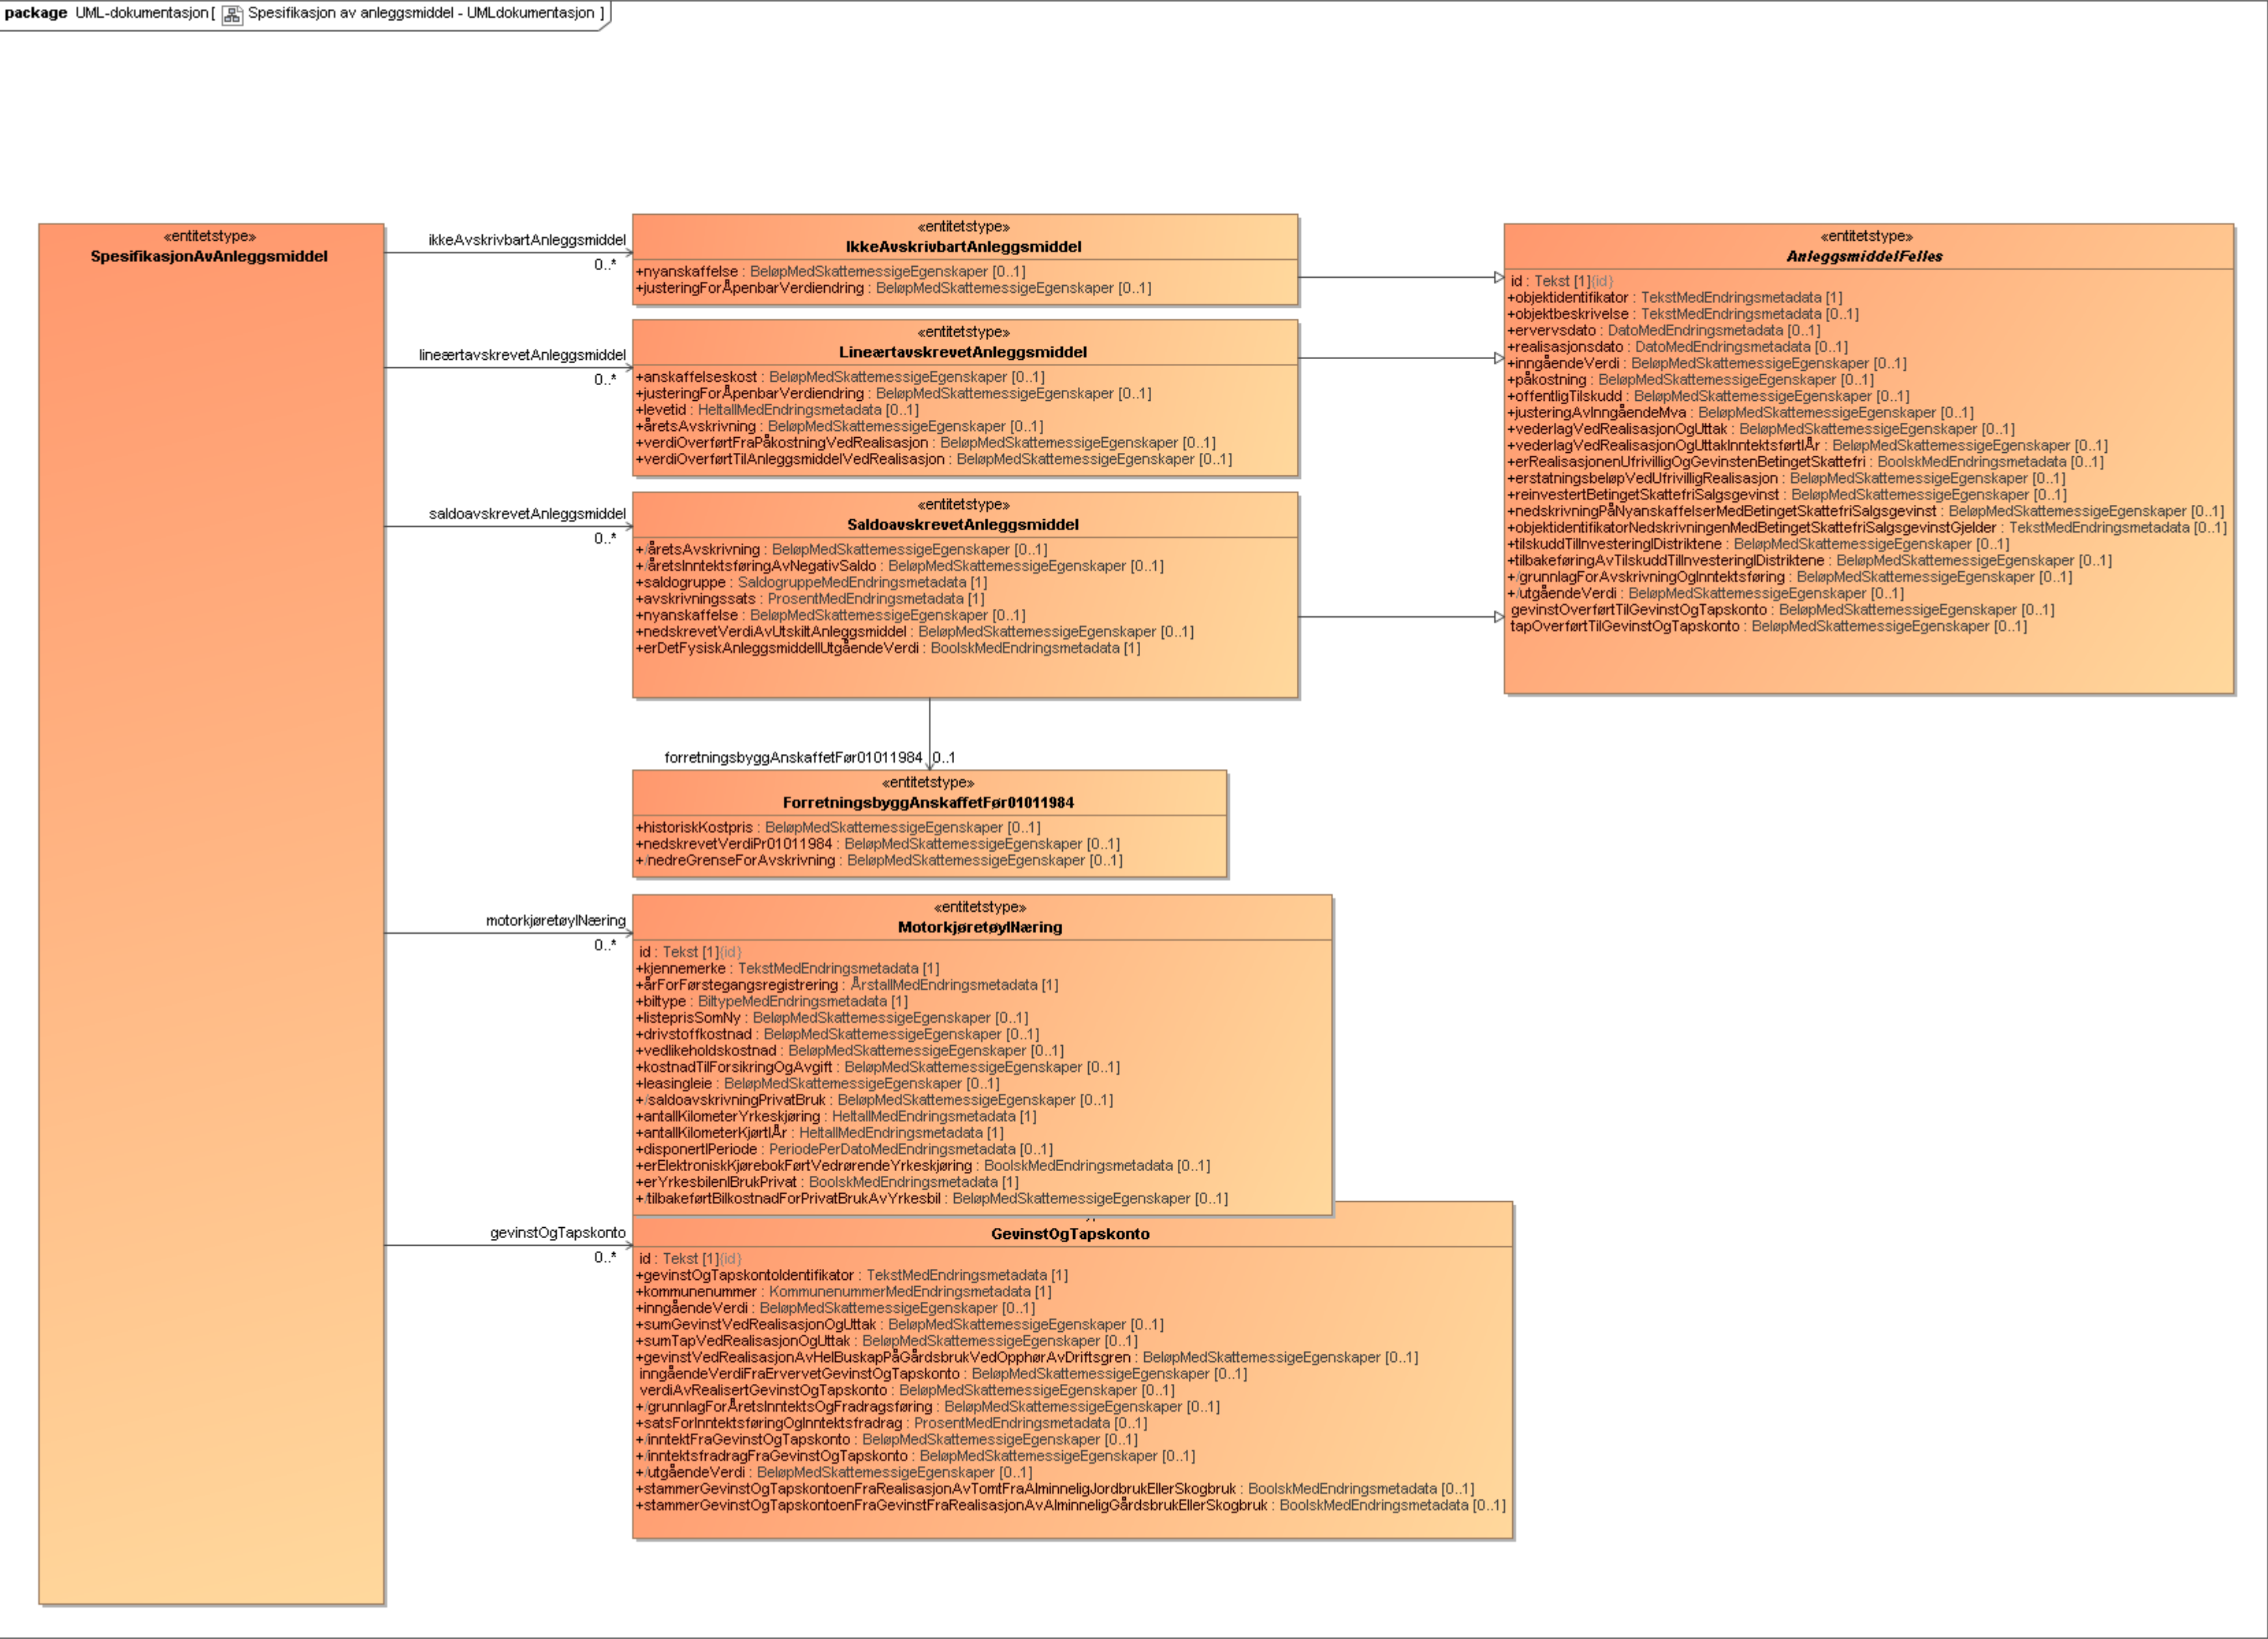 package UML-dokumentasjon [ Spesifikasjon av anleggsmiddel - UMLdokumentasjon ]
«entitetstype»
SpesifikasjonAvAnleggsmiddel
ikkeAvskrivbartAnleggsmiddel
0..*
lineærtavskrevetAnleggsmiddel
0..*
saldoavskrevetAnleggsmiddel
0..*
motorkjøretøyINæring
0..*
gevinstOgTapskonto
0..*
«entitetstype»
IkkeAvskrivbartAnleggsmiddel
+nyanskaffelse : BeløpMedSkattemessigeEgenskaper [0..1]
+justeringForÅpenbarVerdiendring : BeløpMedSkattemessigeEgenskaper [0..1]
«entitetstype»
LineærtavskrevetAnleggsmiddel
+anskaffelseskost : BeløpMedSkattemessigeEgenskaper [0..1]
+justeringForÅpenbarVerdiendring : BeløpMedSkattemessigeEgenskaper [0..1]
+levetid : HeltallMedEndringsmetadata [0..1]
+åretsAvskrivning : BeløpMedSkattemessigeEgenskaper [0..1]
+verdiOverførtFraPåkostningVedRealisasjon : BeløpMedSkattemessigeEgenskaper [0..1]
+verdiOverførtTilAnleggsmiddelVedRealisasjon : BeløpMedSkattemessigeEgenskaper [0..1]
«entitetstype»
SaldoavskrevetAnleggsmiddel
+/åretsAvskrivning : BeløpMedSkattemessigeEgenskaper [0..1]
+/åretsInntektsføringAvNegativSaldo : BeløpMedSkattemessigeEgenskaper [0..1]
+saldogruppe : SaldogruppeMedEndringsmetadata [1]
+avskrivningssats : ProsentMedEndringsmetadata [1]
+nyanskaffelse : BeløpMedSkattemessigeEgenskaper [0..1]
+nedskrevetVerdiAvUtskiltAnleggsmiddel : BeløpMedSkattemessigeEgenskaper [0..1]
+erDetFysiskAnleggsmiddelIUtgåendeVerdi : BoolskMedEndringsmetadata [1]
forretningsbyggAnskaffetFør01011984 0..1
«entitetstype»
ForretningsbyggAnskaffetFør01011984
+historiskKostpris : BeløpMedSkattemessigeEgenskaper [0..1]
+nedskrevetVerdiPr01011984 : BeløpMedSkattemessigeEgenskaper [0..1]
+/nedreGrenseForAvskrivning : BeløpMedSkattemessigeEgenskaper [0..1]
«entitetstype»
MotorkjøretøyINæring
id : Tekst [1]{id}
+kjennemerke : TekstMedEndringsmetadata [1]
+årForFørstegangsregistrering : ÅrstallMedEndringsmetadata [1]
+biltype : BiltypeMedEndringsmetadata [1]
+listeprisSomNy : BeløpMedSkattemessigeEgenskaper [0..1]
+drivstoffkostnad : BeløpMedSkattemessigeEgenskaper [0..1]
+vedlikeholdskostnad : BeløpMedSkattemessigeEgenskaper [0..1]
+kostnadTilForsikringOgAvgift : BeløpMedSkattemessigeEgenskaper [0..1]
+leasingleie : BeløpMedSkattemessigeEgenskaper [0..1]
+/saldoavskrivningPrivatBruk : BeløpMedSkattemessigeEgenskaper [0..1]
+antallKilometerYrkeskjøring : HeltallMedEndringsmetadata [1]
+antallKilometerKjørtIÅr : HeltallMedEndringsmetadata [1]
+disponertIPeriode : PeriodePerDatoMedEndringsmetadata [0..1]
+erElektroniskKjørebokFørtVedrørendeYrkeskjøring : BoolskMedEndringsmetadata [0..1]
+erYrkesbilenIBrukPrivat : BoolskMedEndringsmetadata [1]
+/tilbakeførtBilkostnadForPrivatBrukAvYrkesbil : BeløpMedSkattemessigeEgenskaper [0..1]
GevinstOgTapskonto
id : Tekst [1]{id}
+gevinstOgTapskontoIdentifikator : TekstMedEndringsmetadata [1]
+kommunenummer : KommunenummerMedEndringsmetadata [1]
+inngåendeVerdi : BeløpMedSkattemessigeEgenskaper [0..1]
+sumGevinstVedRealisasjonOgUttak : BeløpMedSkattemessigeEgenskaper [0..1]
+sumTapVedRealisasjonOgUttak : BeløpMedSkattemessigeEgenskaper [0..1]
+gevinstVedRealisasjonAvHelBuskapPåGårdsbrukVedOpphørAvDriftsgren : BeløpMedSkattemessigeEgenskaper [0..1]
inngåendeVerdiFraErvervetGevinstOgTapskonto : BeløpMedSkattemessigeEgenskaper [0..1]
verdiAvRealisertGevinstOgTapskonto : BeløpMedSkattemessigeEgenskaper [0..1]
+/grunnlagForÅretsInntektsOgFradragsføring : BeløpMedSkattemessigeEgenskaper [0..1]
+satsForInntektsføringOgInntektsfradrag : ProsentMedEndringsmetadata [0..1]
+/inntektFraGevinstOgTapskonto : BeløpMedSkattemessigeEgenskaper [0..1]
+/inntektsfradragFraGevinstOgTapskonto : BeløpMedSkattemessigeEgenskaper [0..1]
+/utgåendeVerdi : BeløpMedSkattemessigeEgenskaper [0..1]
+stammerGevinstOgTapskontoenFraRealisasjonAvTomtFraAlminneligJordbrukEllerSkogbruk : BoolskMedEndringsmetadata [0..1]
+stammerGevinstOgTapskontoenFraGevinstFraRealisasjonAvAlminneligGårdsbrukEllerSkogbruk : BoolskMedEndringsmetadata [0..1]
«entitetstype»
AnleggsmiddelFelles
id : Tekst [1]{id}
+objektidentifikator : TekstMedEndringsmetadata [1]
+objektbeskrivelse : TekstMedEndringsmetadata [0..1]
+ervervsdato : DatoMedEndringsmetadata [0..1]
+realisasjonsdato : DatoMedEndringsmetadata [0..1]
+inngåendeVerdi : BeløpMedSkattemessigeEgenskaper [0..1]
+påkostning : BeløpMedSkattemessigeEgenskaper [0..1]
+offentligTilskudd : BeløpMedSkattemessigeEgenskaper [0..1]
+justeringAvInngåendeMva : BeløpMedSkattemessigeEgenskaper [0..1]
+vederlagVedRealisasjonOgUttak : BeløpMedSkattemessigeEgenskaper [0..1]
+vederlagVedRealisasjonOgUttakInntektsførtIÅr : BeløpMedSkattemessigeEgenskaper [0..1]
+erRealisasjonenUfrivilligOgGevinstenBetingetSkattefri : BoolskMedEndringsmetadata [0..1]
+erstatningsbeløpVedUfrivilligRealisasjon : BeløpMedSkattemessigeEgenskaper [0..1]
+reinvestertBetingetSkattefriSalgsgevinst : BeløpMedSkattemessigeEgenskaper [0..1]
+nedskrivningPåNyanskaffelserMedBetingetSkattefriSalgsgevinst : BeløpMedSkattemessigeEgenskaper [0..1]
+objektidentifikatorNedskrivningenMedBetingetSkattefriSalgsgevinstGjelder : TekstMedEndringsmetadata [0..1]
+tilskuddTilInvesteringIDistriktene : BeløpMedSkattemessigeEgenskaper [0..1]
+tilbakeføringAvTilskuddTilInvesteringIDistriktene : BeløpMedSkattemessigeEgenskaper [0..1]
+/grunnlagForAvskrivningOgInntektsføring : BeløpMedSkattemessigeEgenskaper [0..1]
+/utgåendeVerdi : BeløpMedSkattemessigeEgenskaper [0..1]
gevinstOverførtTilGevinstOgTapskonto : BeløpMedSkattemessigeEgenskaper [0..1]
tapOverførtTilGevinstOgTapskonto : BeløpMedSkattemessigeEgenskaper [0..1]